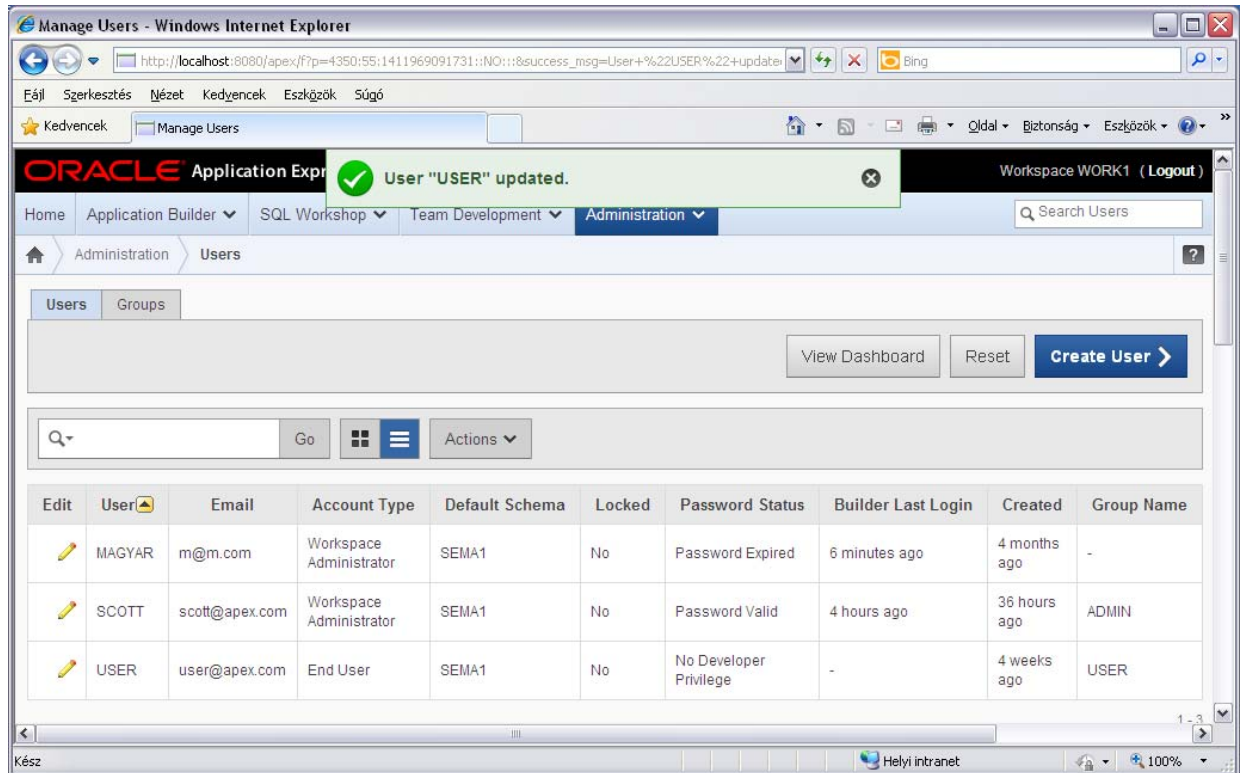 Manage Users - Windows Internet Explorer
http://localhost:8080/apex/f?p=4350:55:1411969091731::NO:::&success_msg=User+%22USER%22+update
Bing
Fájl Szerkesztés Nézet Kedvencek Eszközök Súgó
Kedvencek Manage Users Oldal Biztonság Eszközök »
ORACLE Application Expr
User "USER" updated.
Workspace WORK1 ( Logout )
Home Application Builder SQL Workshop Team Development Administration Search Users
Administration Users ?
Users Groups
View Dashboard Reset Create User
Go Actions
Edit User Email Account Type Default Schema Locked Password Status Builder Last Login Created Group Name
MAGYAR m@m.com Workspace Administrator SEMA1 No Password Expired 6 minutes ago 4 months ago -
SCOTT scott@apex.com Workspace Administrator SEMA1 No Password Valid 4 hours ago 36 hours ago ADMIN
USER user@apex.com End User SEMA1 No No Developer Privilege - 4 weeks ago USER
1 - 3
Kész Helyi intranet 100%